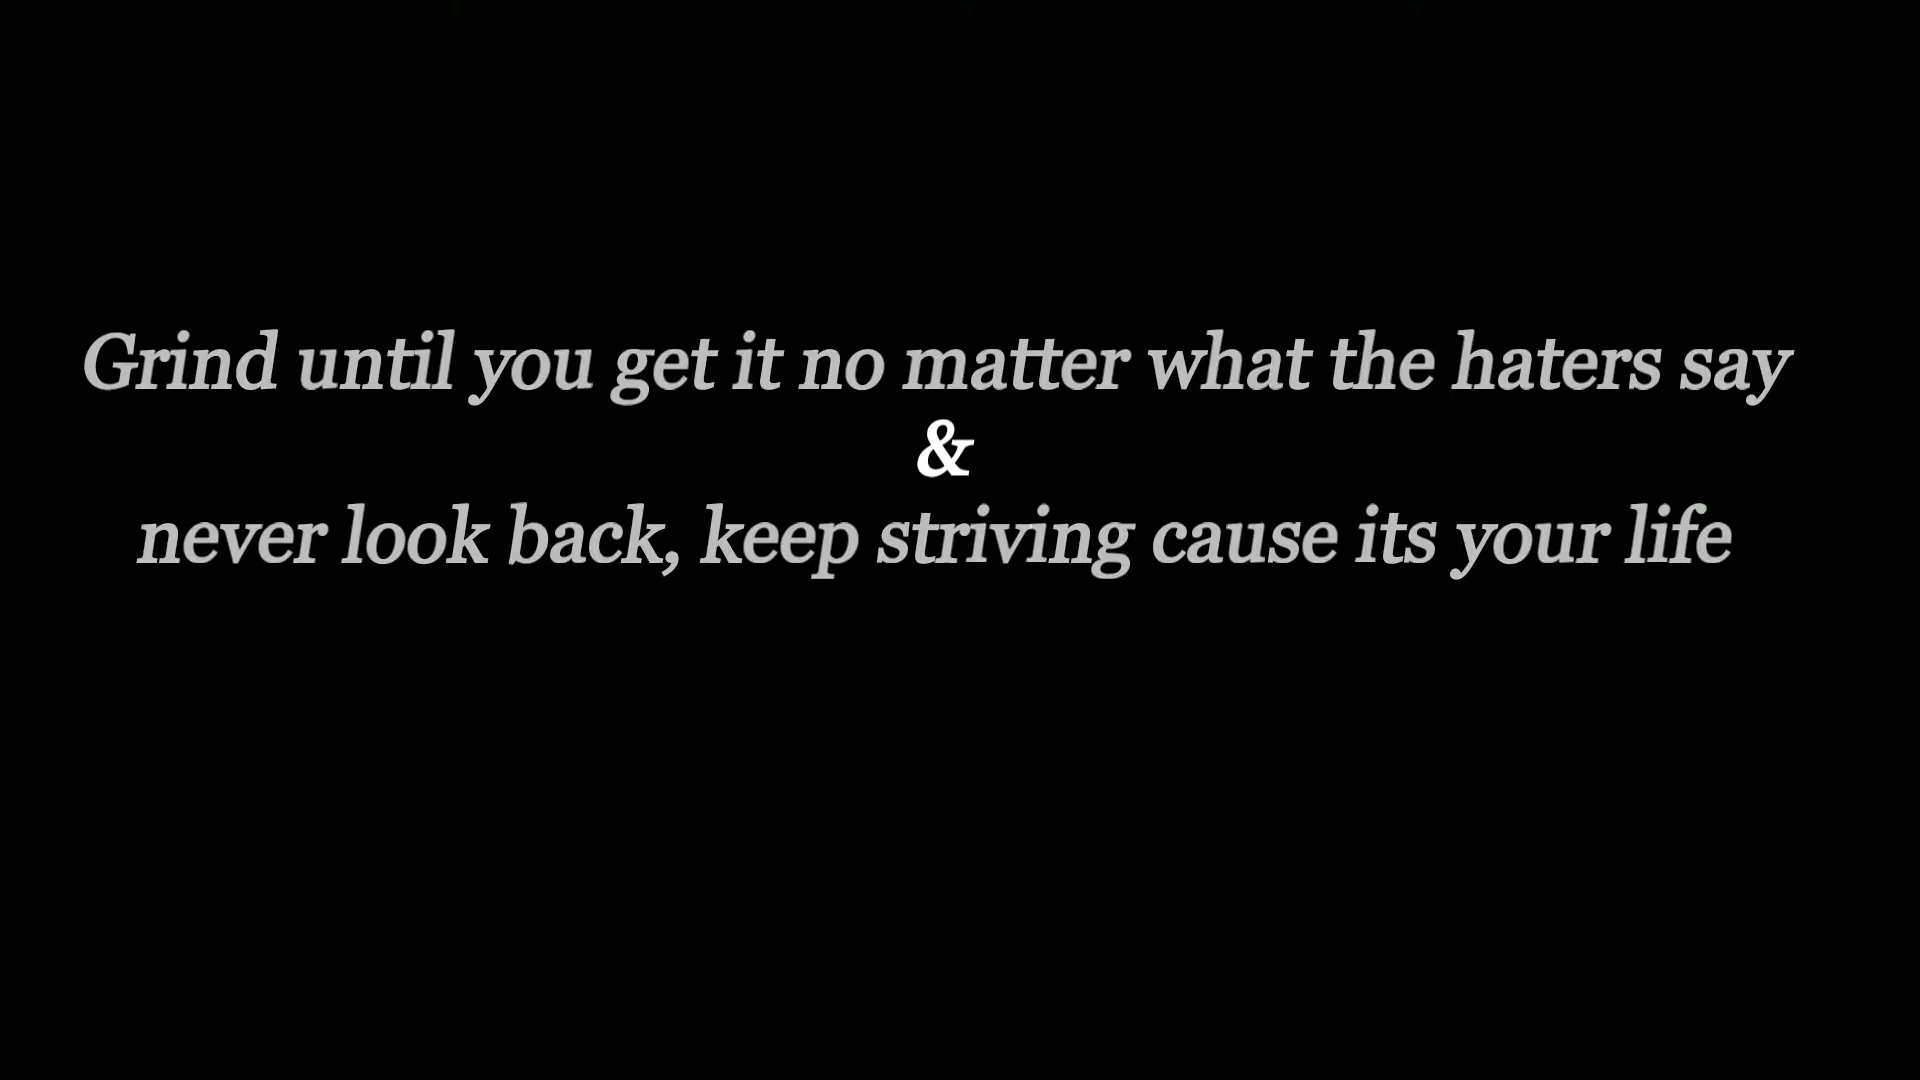 Grind until you get it no matter what the haters say
&
never look back, keep striving cause its your life